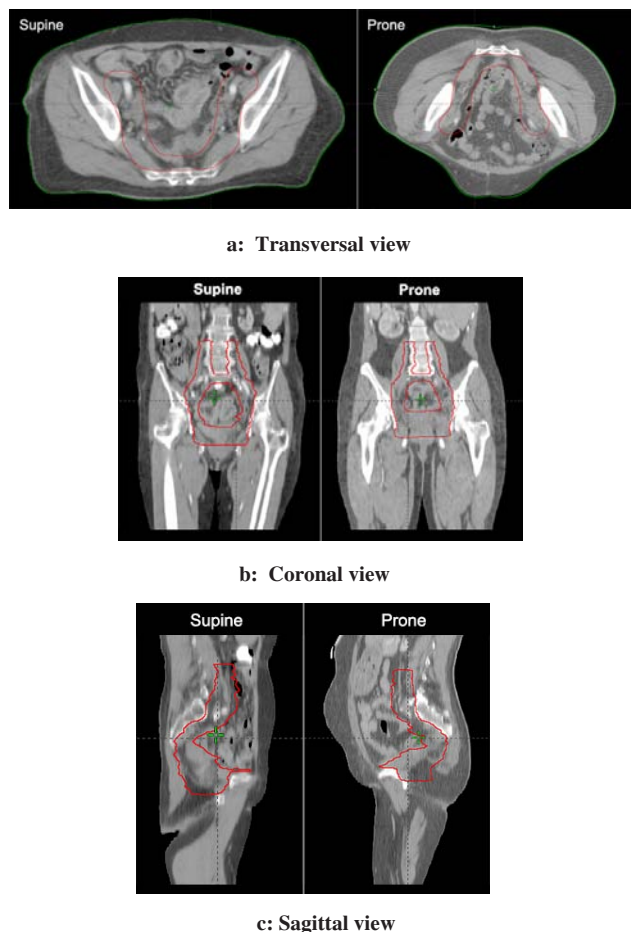 Supine Prone
a: Transversal view
Supine Prone
b: Coronal view
Supine Prone
c: Sagittal view